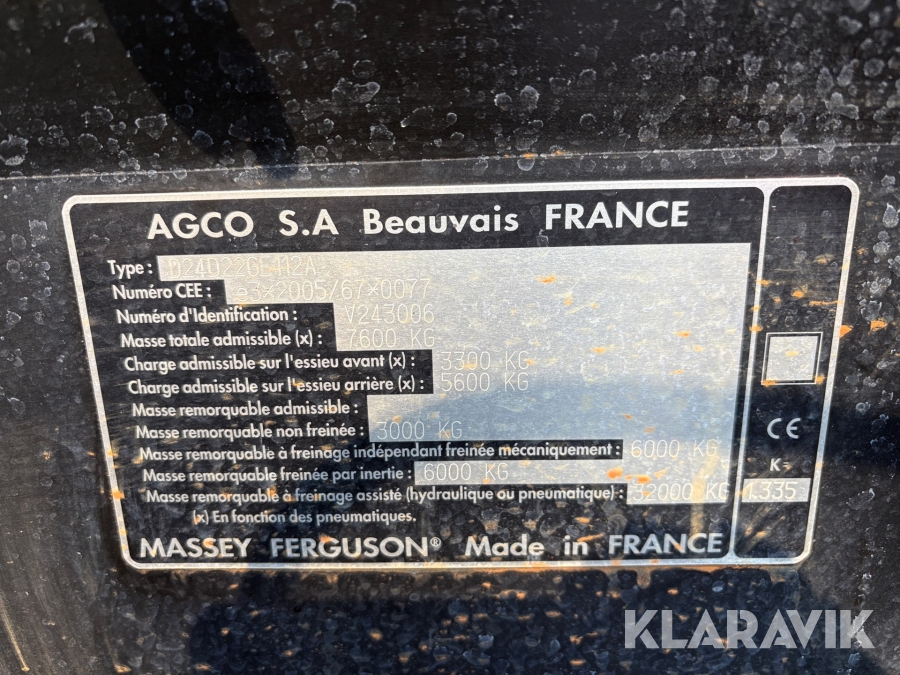 AGCO S.A Beauvais FRANCE
Type :
Numéro CEE : e3*2005/67*0077
Numéro d'Identification : V243006
Masse totale admissible (x) : 7600 KG
Charge admissible sur l'essieu avant (x) : 3300 KG
Charge admissible sur l'essieu arrière (x) : 5600 KG
Masse remorquable admissible :
Masse remorquable non freinée : 3000 KG
Masse remorquable à freinage indépendant freinée mécaniquement : 6000 KG
Masse remorquable freinée par inertie : 6000 KG
Masse remorquable à freinage assisté (hydraulique ou pneumatique) : 32000 KG
(x) En fonction des pneumatiques.
MASSEY FERGUSON® Made in FRANCE
CE
K=
1.335
KLARAVIK